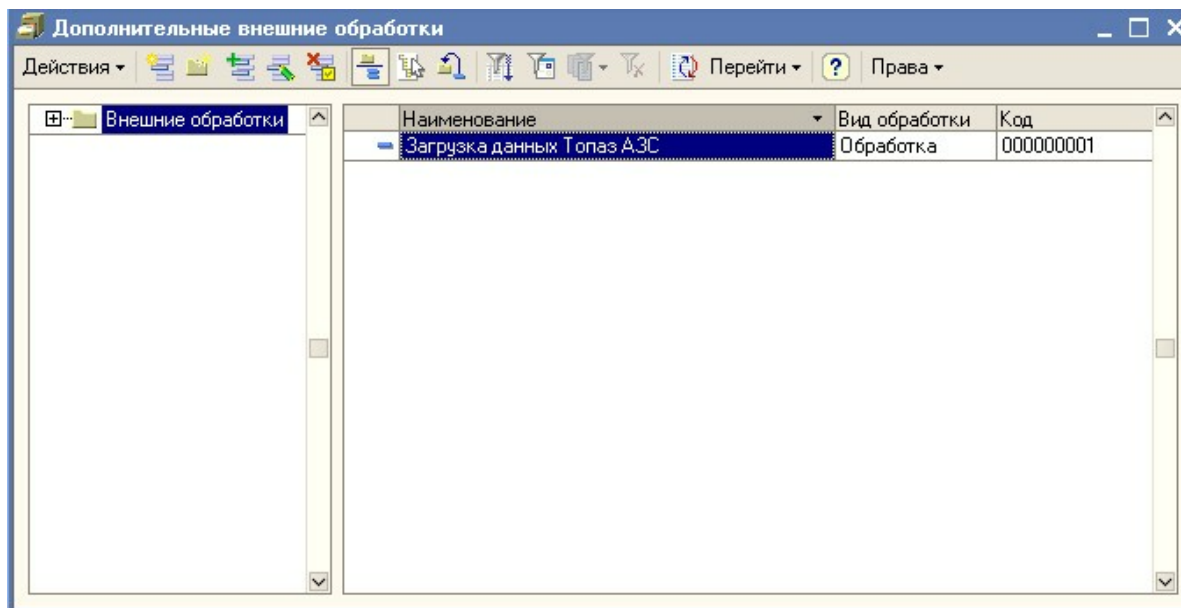 Дополнительные внешние обработки
Действия Перейти ? Права
Внешние обработки
Наименование Вид обработки Код
Загрузка данных Топаз АЗС Обработка 000000001